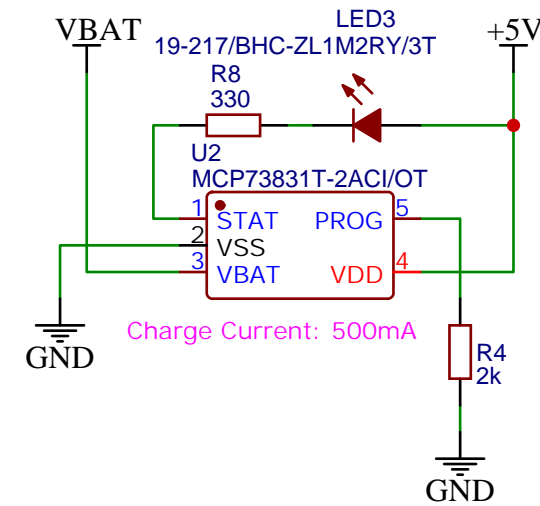 LED3
VBAT
19-217/BHC-ZL1M2RY/3T
+5V
R8
330
U2
MCP73831T-2ACI/OT
1
STAT
PROG
5
2
VSS
3
VBAT
VDD
4
Charge Current: 500mA
GND
R4
2k
GND